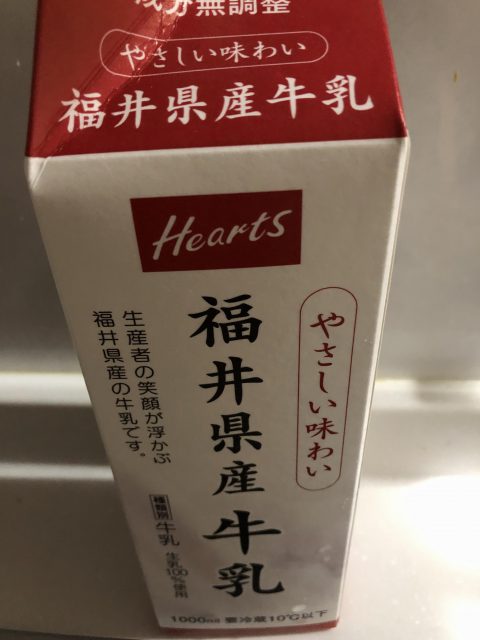 成分無調整
やさしい味わい
福井県産牛乳
Hearts
やさしい味わい
福井県産牛乳
生産者の笑顔が浮かぶ
福井県産の牛乳です。
種類別 牛乳 生乳100%使用
1000ml 要冷蔵10℃以下